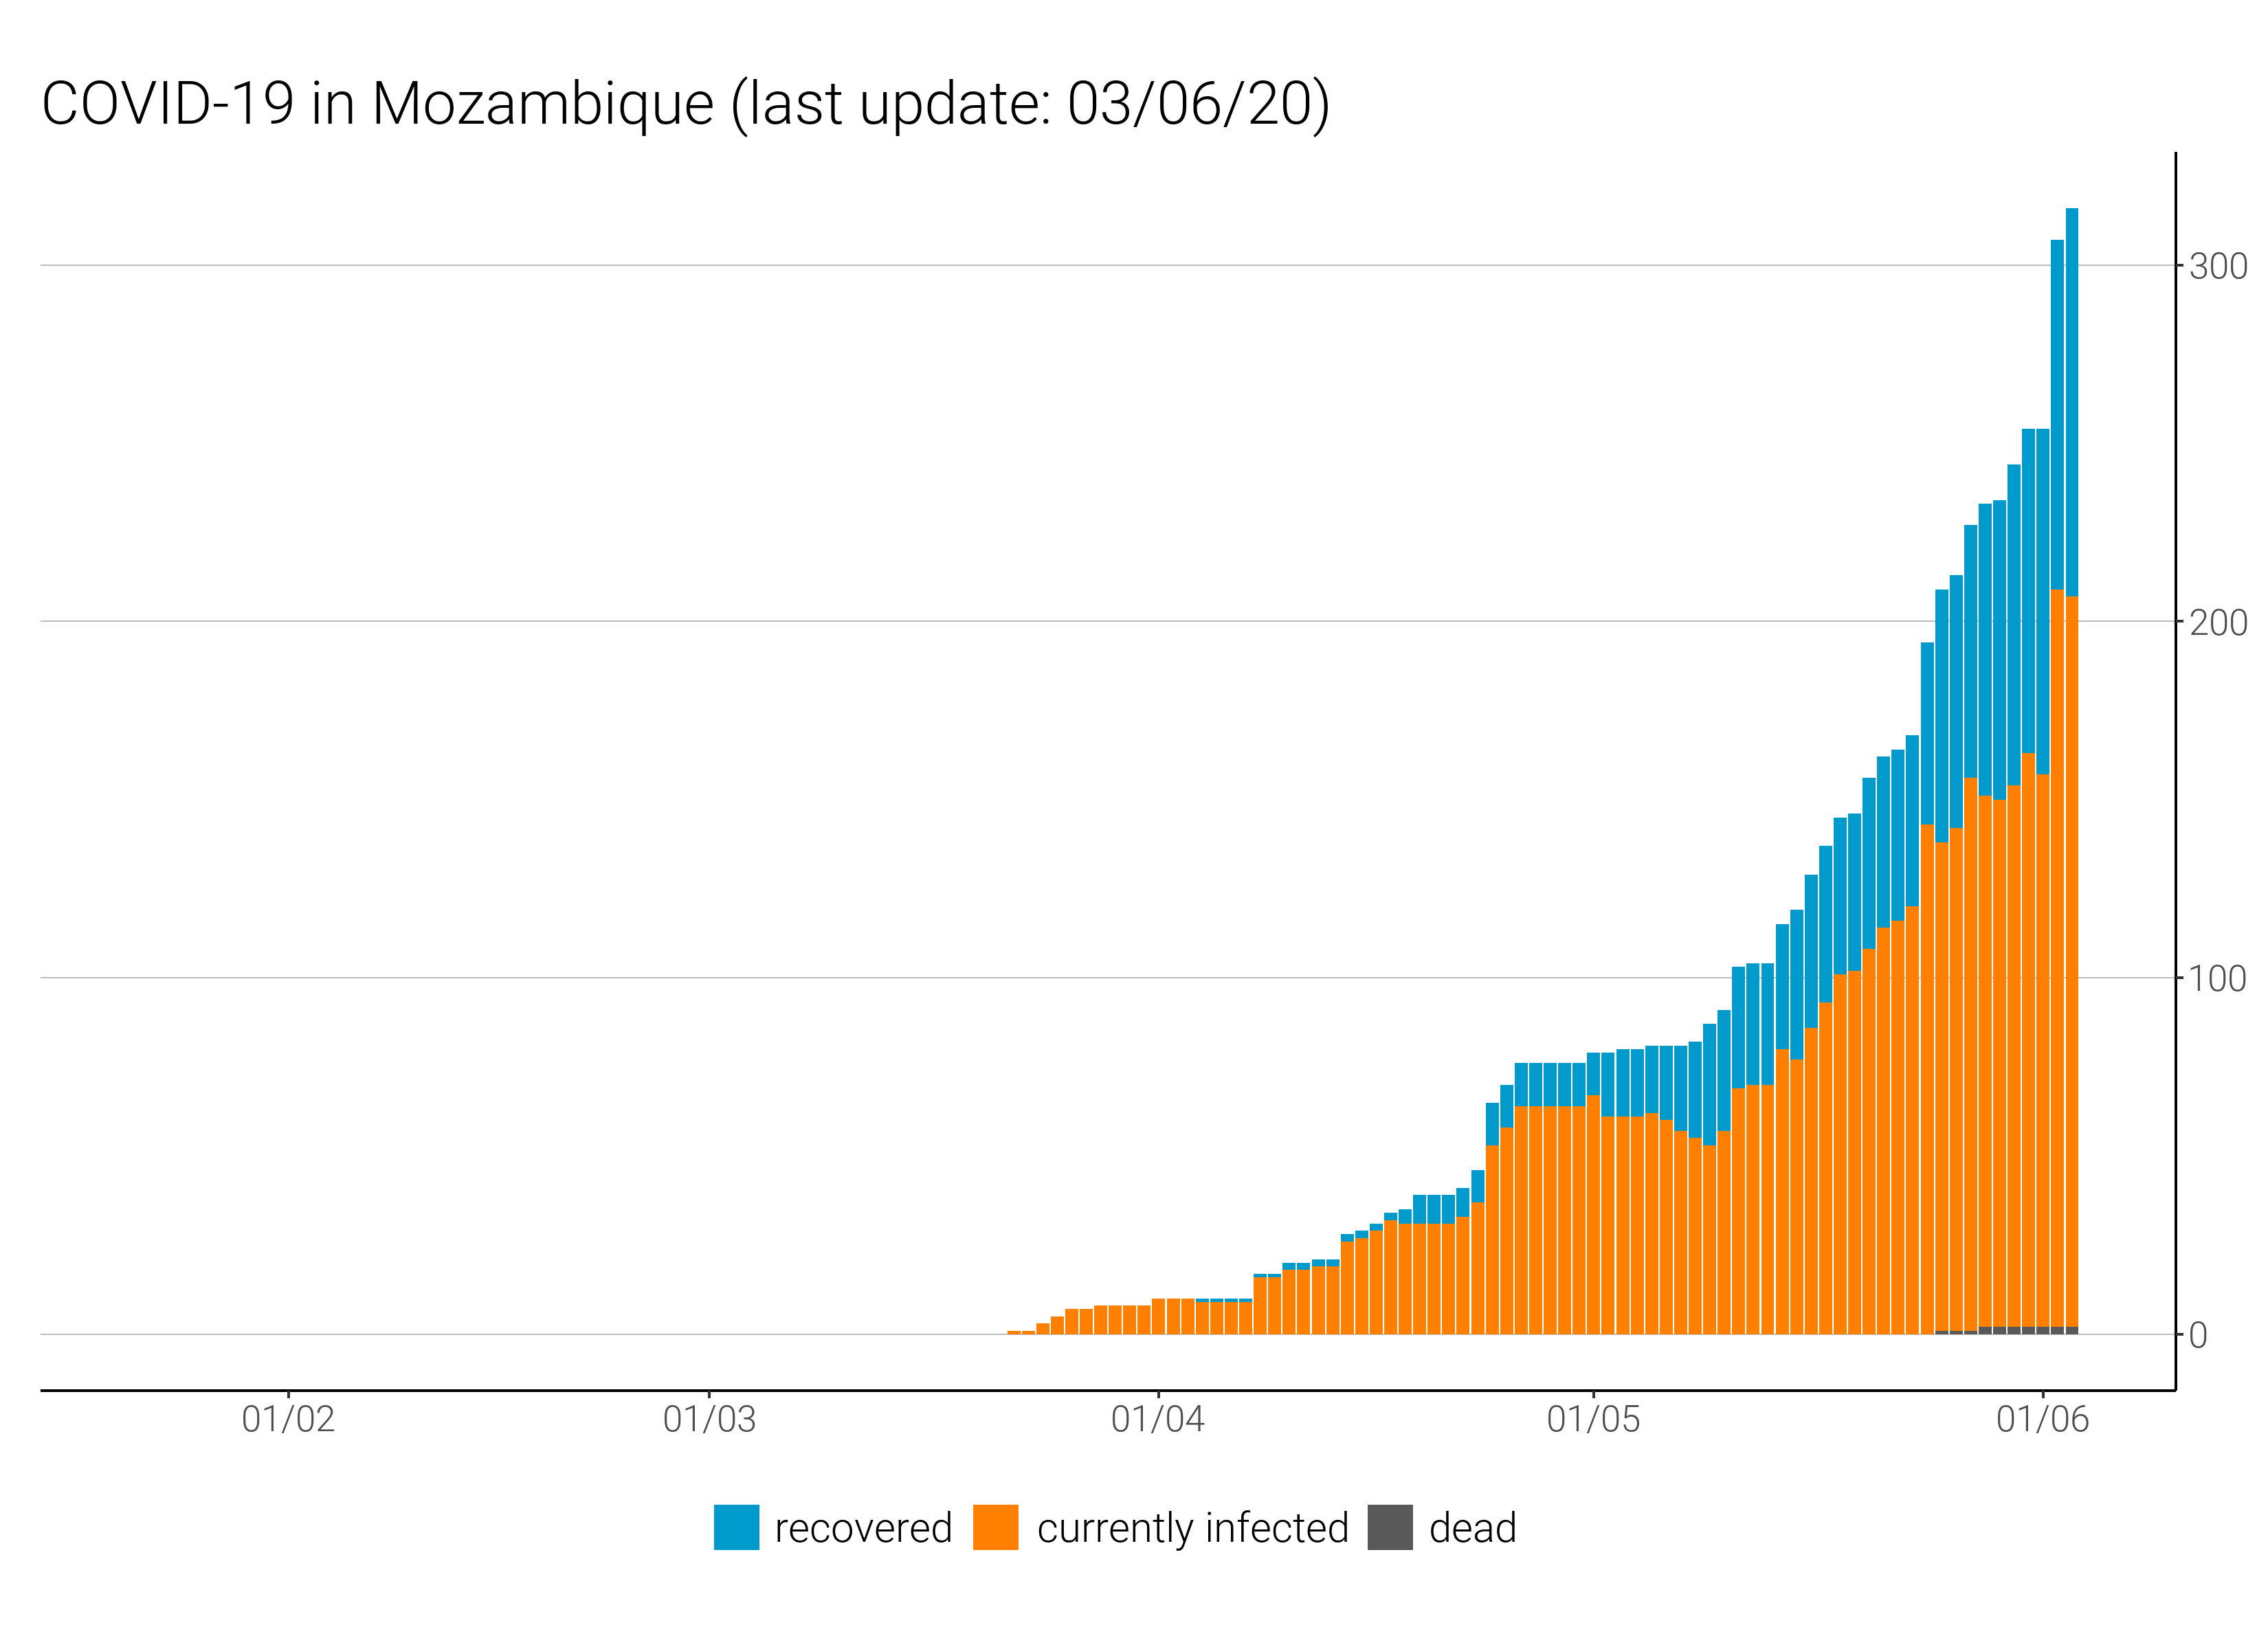 COVID-19 in Mozambique (last update: 03/06/20)
300
200
100
0
01/02 01/03 01/04 01/05 01/06
recovered currently infected dead